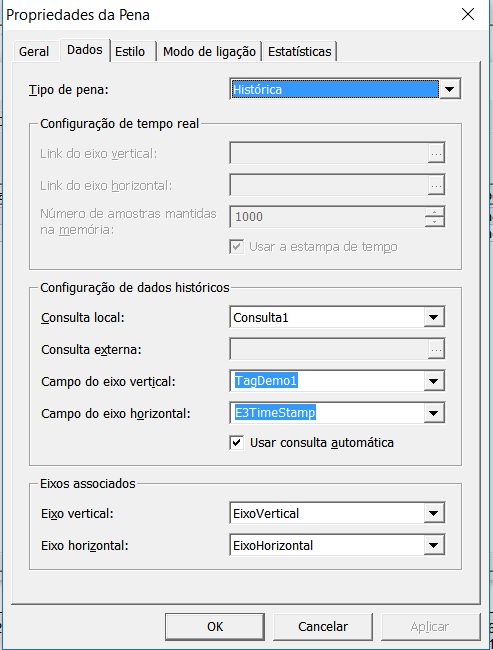 Propriedades da Pena
Geral Dados Estilo Modo de ligação Estatísticas
Tipo de pena: Histórica
Configuração de tempo real
Link do eixo vertical: ...
Link do eixo horizontal: ...
Número de amostras mantidas
na memória: 1000
Usar a estampa de tempo
Configuração de dados históricos
Consulta local: Consulta1
Consulta externa: ...
Campo do eixo vertical: TagDemo1
Campo do eixo horizontal: E3TimeStamp
Usar consulta automática
Eixos associados
Eixo vertical: EixoVertical
Eixo horizontal: EixoHorizontal
OK Cancelar Aplicar